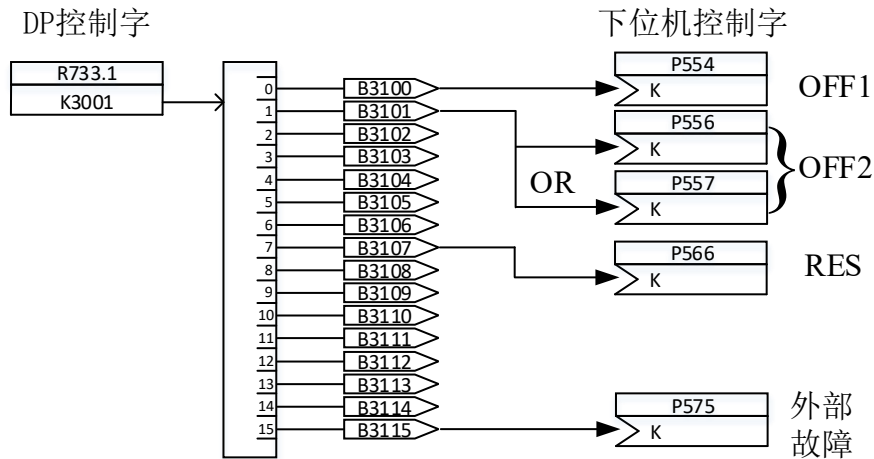 DP控制字
下位机控制字
R733.1
K3001
0 B3100
1 B3101
2 B3102
3 B3103
4 B3104
5 B3105
6 B3106
7 B3107
8 B3108
9 B3109
10 B3110
11 B3111
12 B3112
13 B3113
14 B3114
15 B3115
OR
P554
K
OFF1
P556
K
P557
K
OFF2
P566
K
RES
P575
K
外部
故障